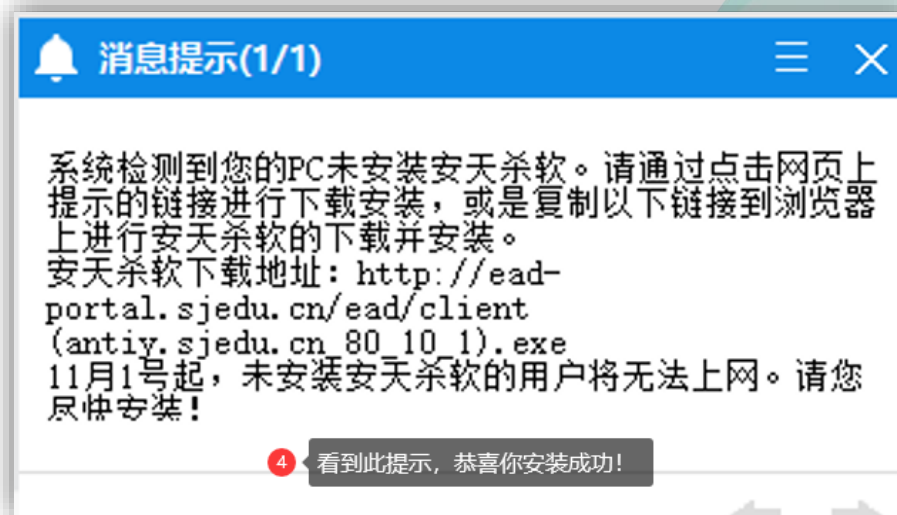 消息提示(1/1)
系统检测到您的PC未安装安天杀软。请通过点击网页上
提示的链接进行下载安装，或是复制以下链接到浏览器
上进行安天杀软的下载并安装。
安天杀软下载地址：http://ead-
portal.sjedu.cn/ead/client
(antiy.sjedu.cn_80_10_1).exe
11月1号起，未安装安天杀软的用户将无法上网。请您
尽快安装!
4 看到此提示，恭喜你安装成功！